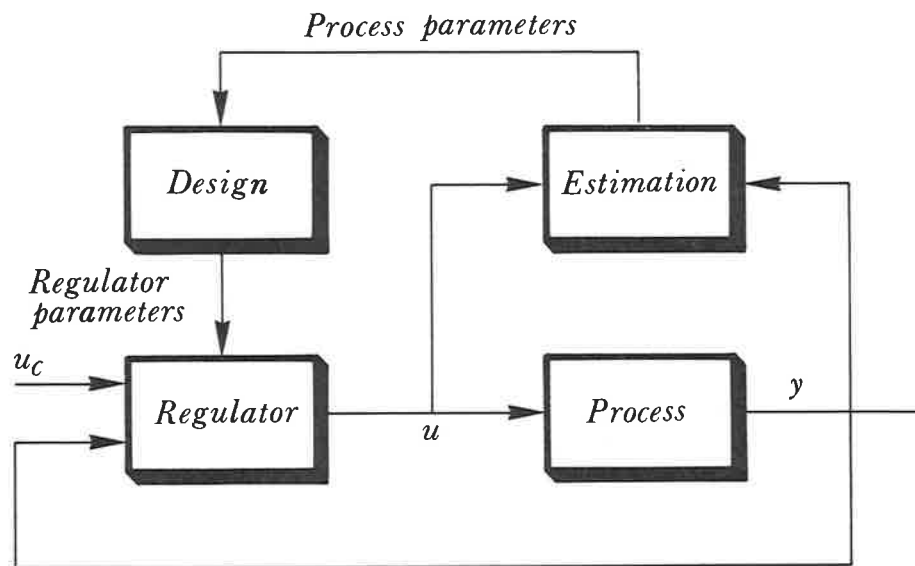 Process parameters
Design
Estimation
Regulator
parameters
u_C
Regulator
u
Process
y